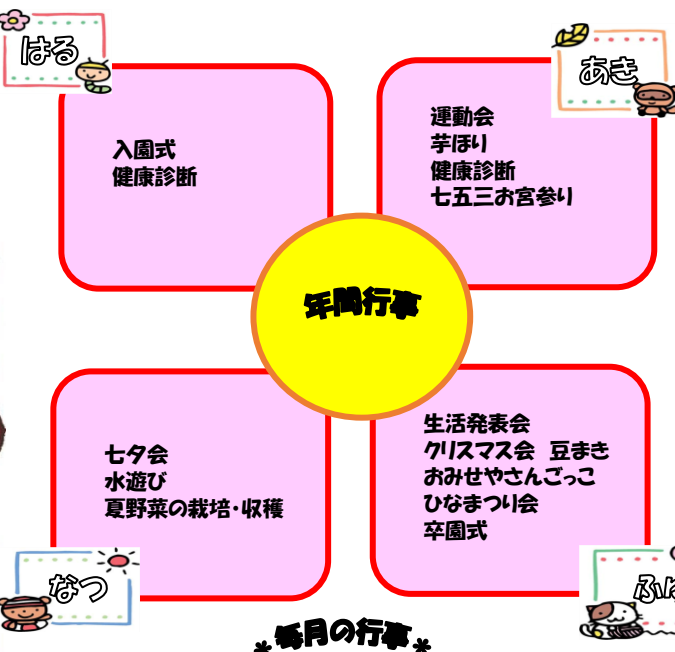 はる
入園式
健康診断
あき
運動会
芋ほり
健康診断
七五三お宮参り
年間行事
七夕会
水遊び
夏野菜の栽培・収穫
なつ
生活発表会
クリスマス会 豆まき
おみせやさんごっこ
ひなまつり会
卒園式
ふゆ
*毎月の行事*